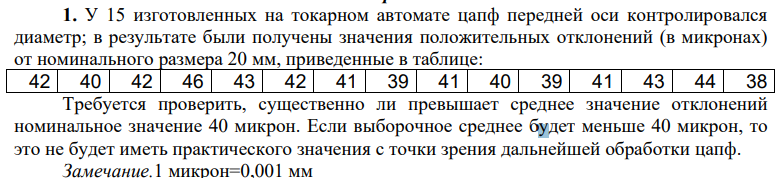 1. У 15 изготовленных на токарном автомате цапф передней оси контролировался
диаметр; в результате были получены значения положительных отклонений (в микронах)
от номинального размера 20 мм, приведенные в таблице:
42 40 42 46 43 42 41 39 41 40 39 41 43 44 38
Требуется проверить, существенно ли превышает среднее значение отклонений
номинальное значение 40 микрон. Если выборочное среднее будет меньше 40 микрон, то
это не будет иметь практического значения с точки зрения дальнейшей обработки цапф.
Замечание.1 микрон=0,001 мм